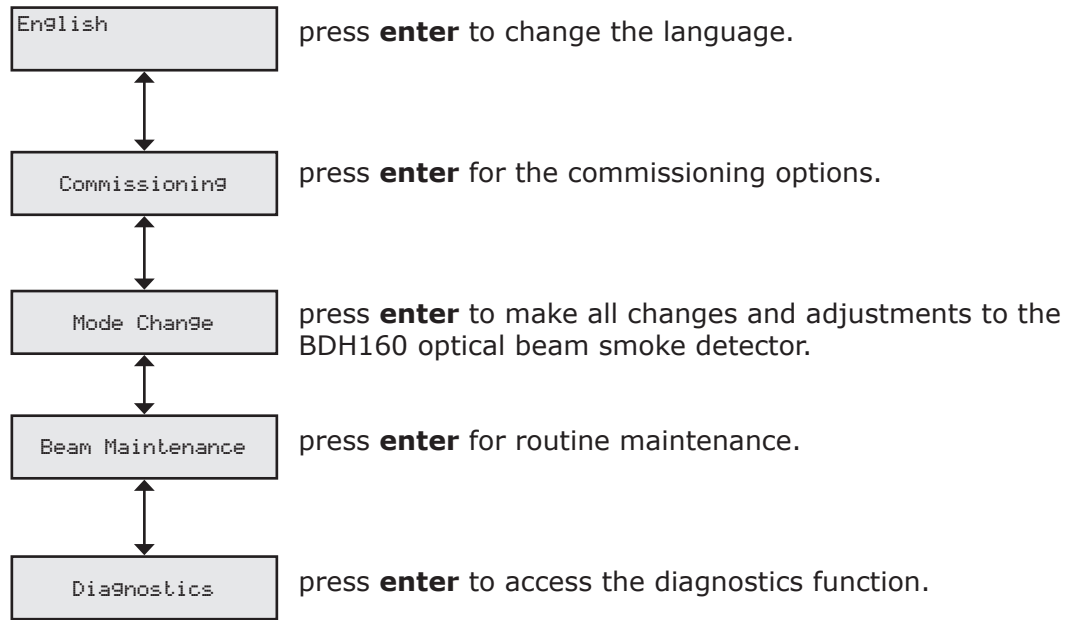 English
press enter to change the language.
Commissioning
press enter for the commissioning options.
Mode Change
press enter to make all changes and adjustments to the
BDH160 optical beam smoke detector.
Beam Maintenance
press enter for routine maintenance.
Diagnostics
press enter to access the diagnostics function.